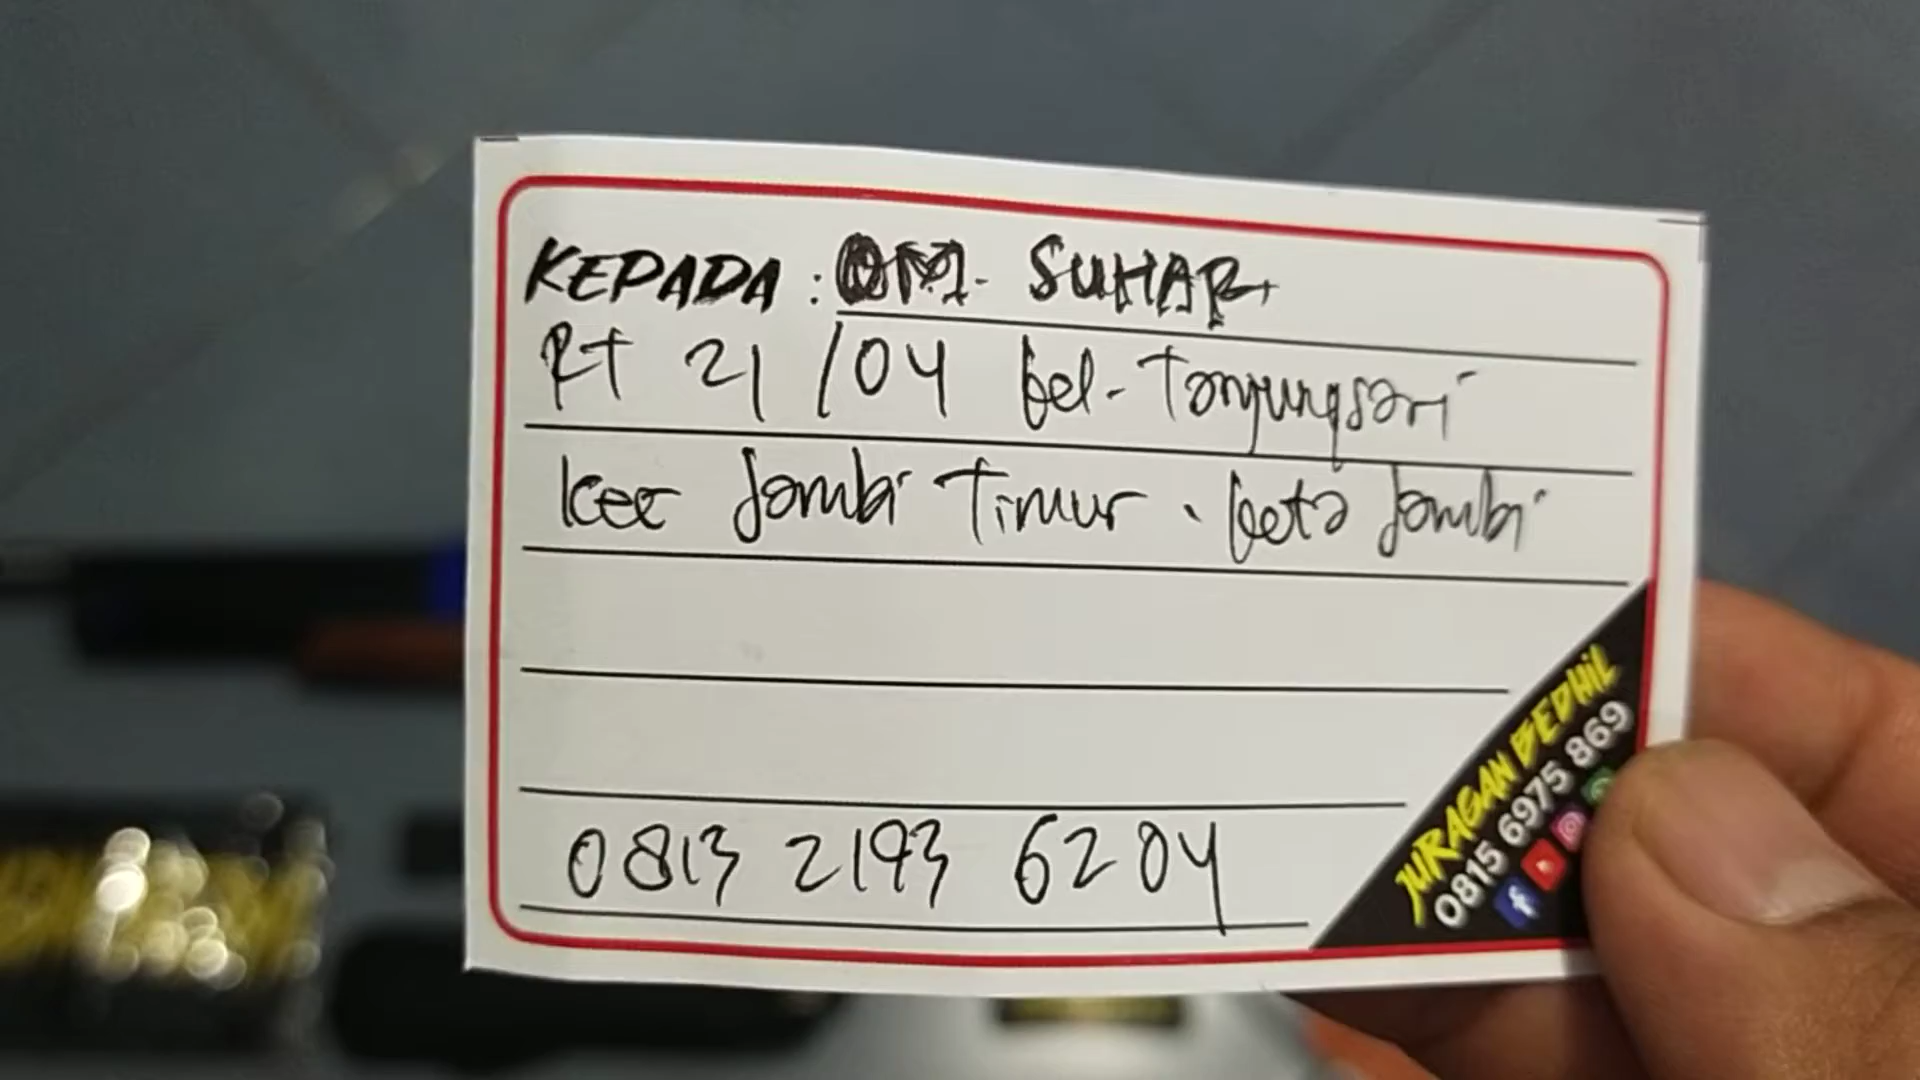 KEPADA : OM. SUHAR
RT 21 / 04 Kel. Tanjungsari
Kec Jambi Timur . Kota Jambi
0813 2193 6204
JURAGAN BEDHIL
0815 6975 869